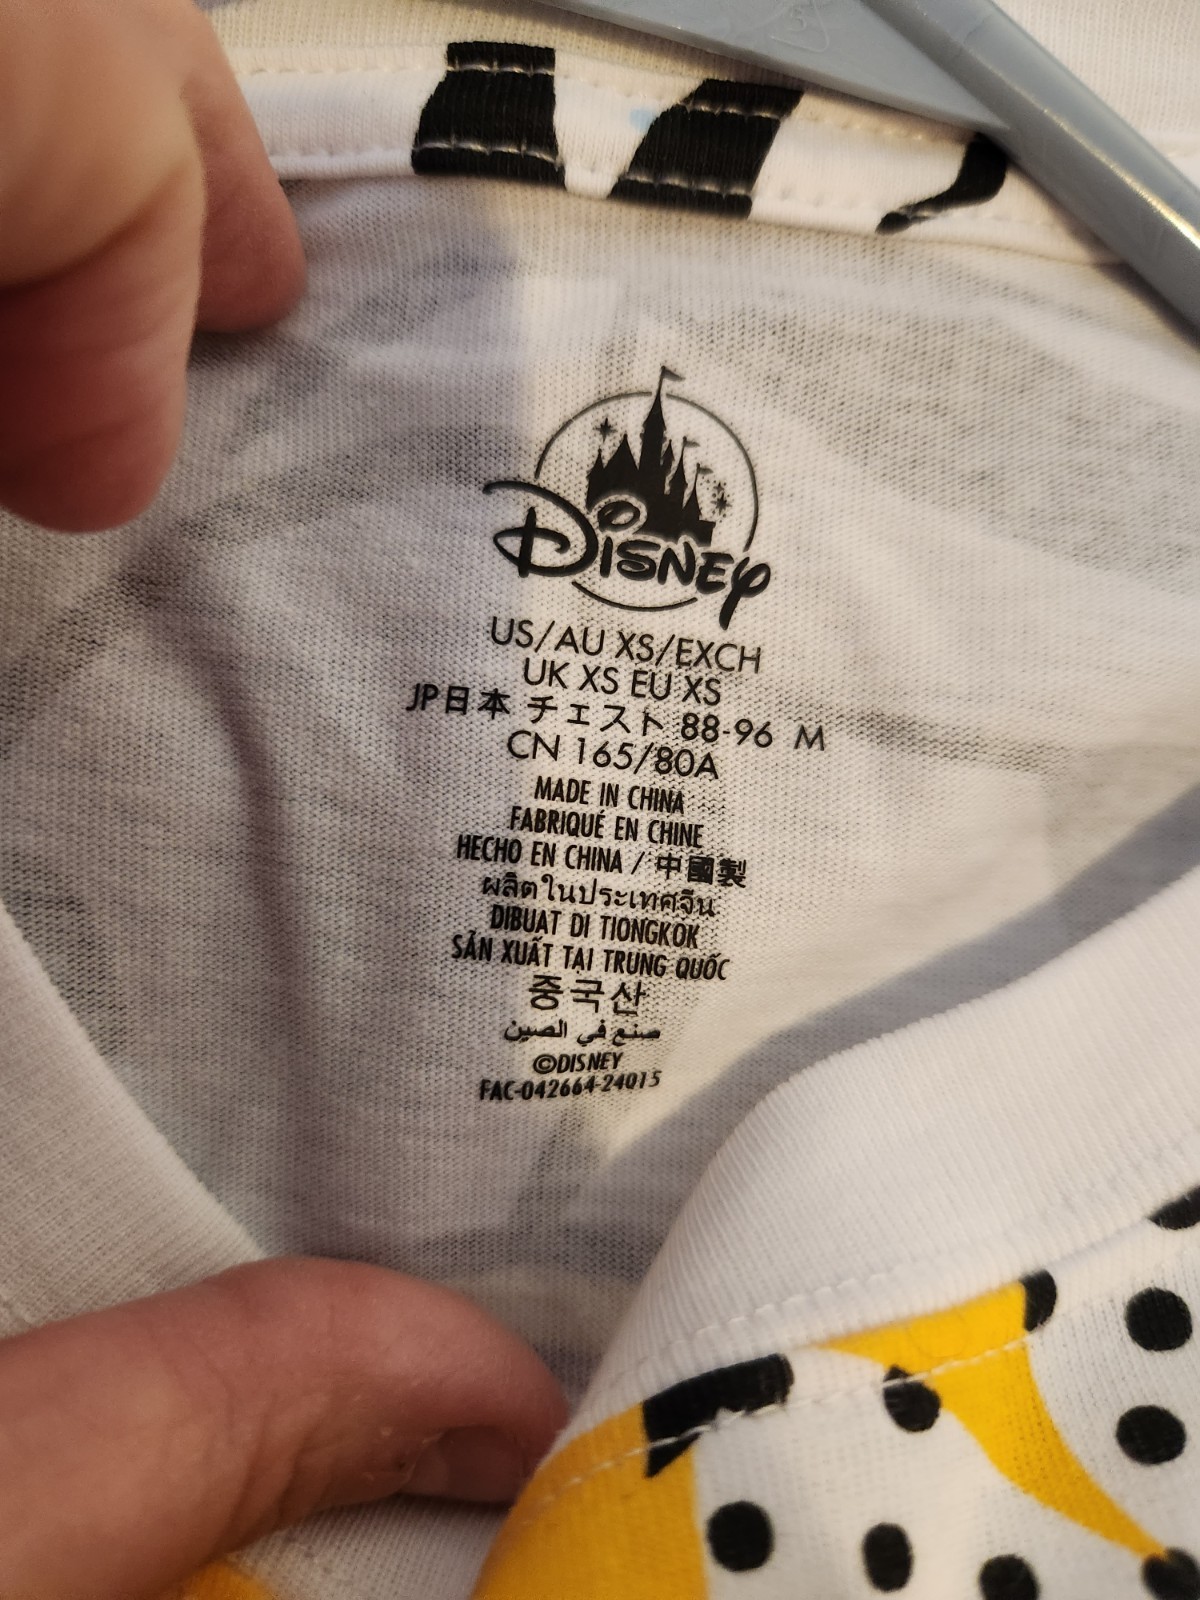 DISNEY
US/AU XS/EXCH
UK XS EU XS
JP日本 チェスト 88-96 M
CN 165/80A
MADE IN CHINA
FABRIQUÉ EN CHINE
HECHO EN CHINA / 中國製
ผลิตในประเทศจีน
DIBUAT DI TIONGKOK
SẢN XUẤT TẠI TRUNG QUỐC
중국산
صنع في الصين
©DISNEY
FAC-042664-24015